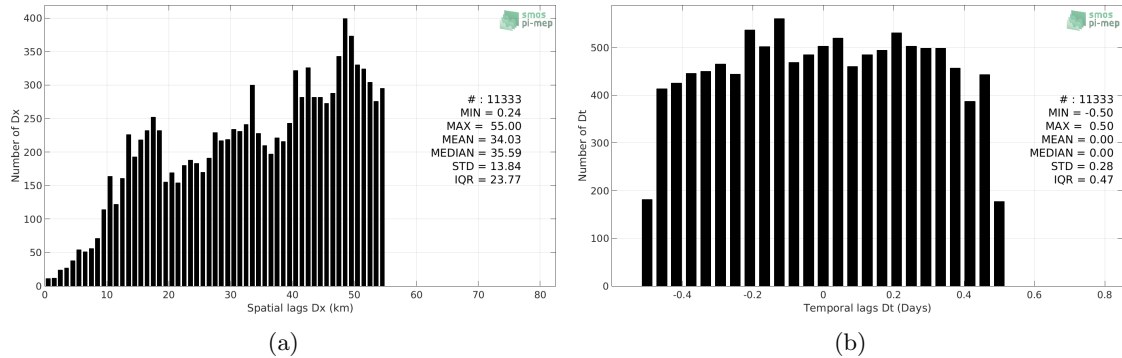 400
350
300
250
200
150
100
50
0
Number of Dx
smos
pi-mep
# : 11333
MIN = 0.24
MAX = 55.00
MEAN = 34.03
MEDIAN = 35.59
STD = 13.84
IQR = 23.77
0 10 20 30 40 50 60 70 80
Spatial lags Dx (km)
(a)
500
400
300
200
100
0
Number of Dt
smos
pi-mep
# : 11333
MIN = -0.50
MAX = 0.50
MEAN = 0.00
MEDIAN = 0.00
STD = 0.28
IQR = 0.47
-0.4 -0.2 0 0.2 0.4 0.6 0.8
Temporal lags Dt (Days)
(b)